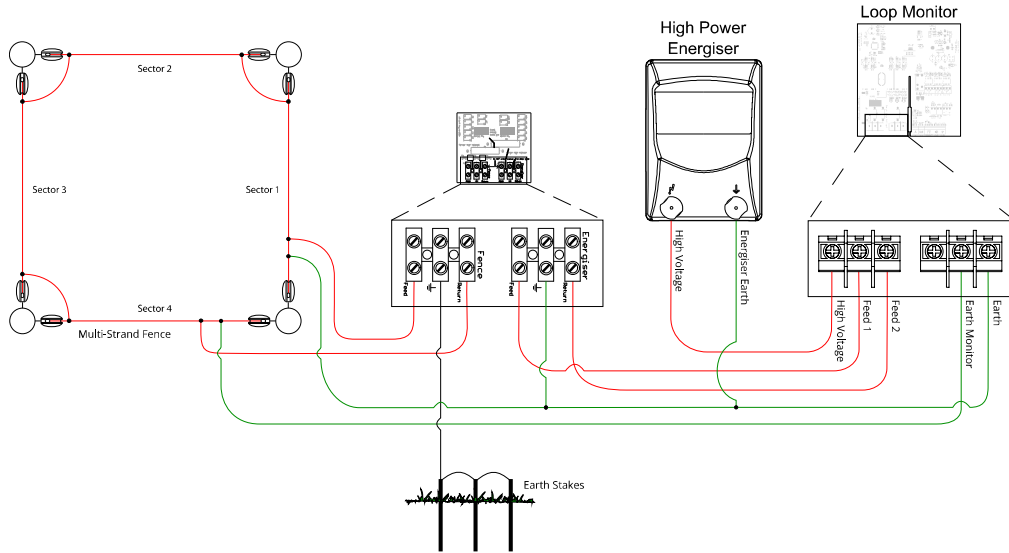 Loop Monitor
High Power
Energiser
Sector 2
Sector 3
Sector 1
Sector 4
Multi-Strand Fence
Fence
Feed
Return
Energiser
Feed
Return
High Voltage
Energiser Earth
High Voltage
Feed 1
Feed 2
Earth Monitor
Earth
Earth Stakes